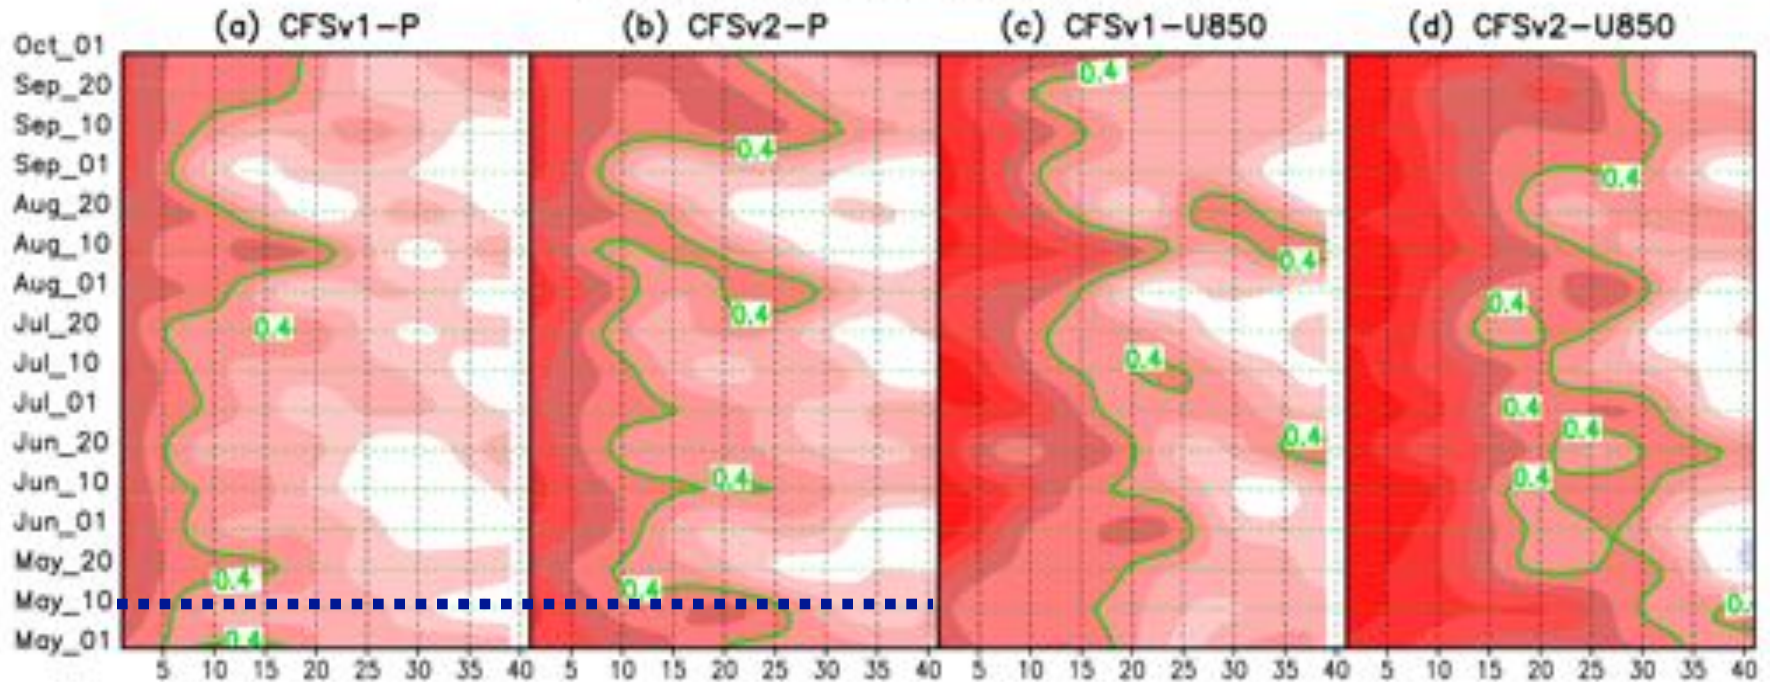 (a) CFSv1-P (b) CFSv2-P (c) CFSv1-U850 (d) CFSv2-U850
Oct_01
0.4
Sep_20
Sep_10
0.4
Sep_01
0.4
Aug_20
Aug_10
0.4
Aug_01
0.4 0.4
Jul_20
0.4
Jul_10
0.4
Jul_01
0.4
0.4 0.4
Jun_20
0.4 0.4
Jun_10
Jun_01
May_20
0.4 0.4
May_10
0.
May_01
0.4
5 10 15 20 25 30 35 40 5 10 15 20 25 30 35 40 5 10 15 20 25 30 35 40 5 10 15 20 25 30 35 40